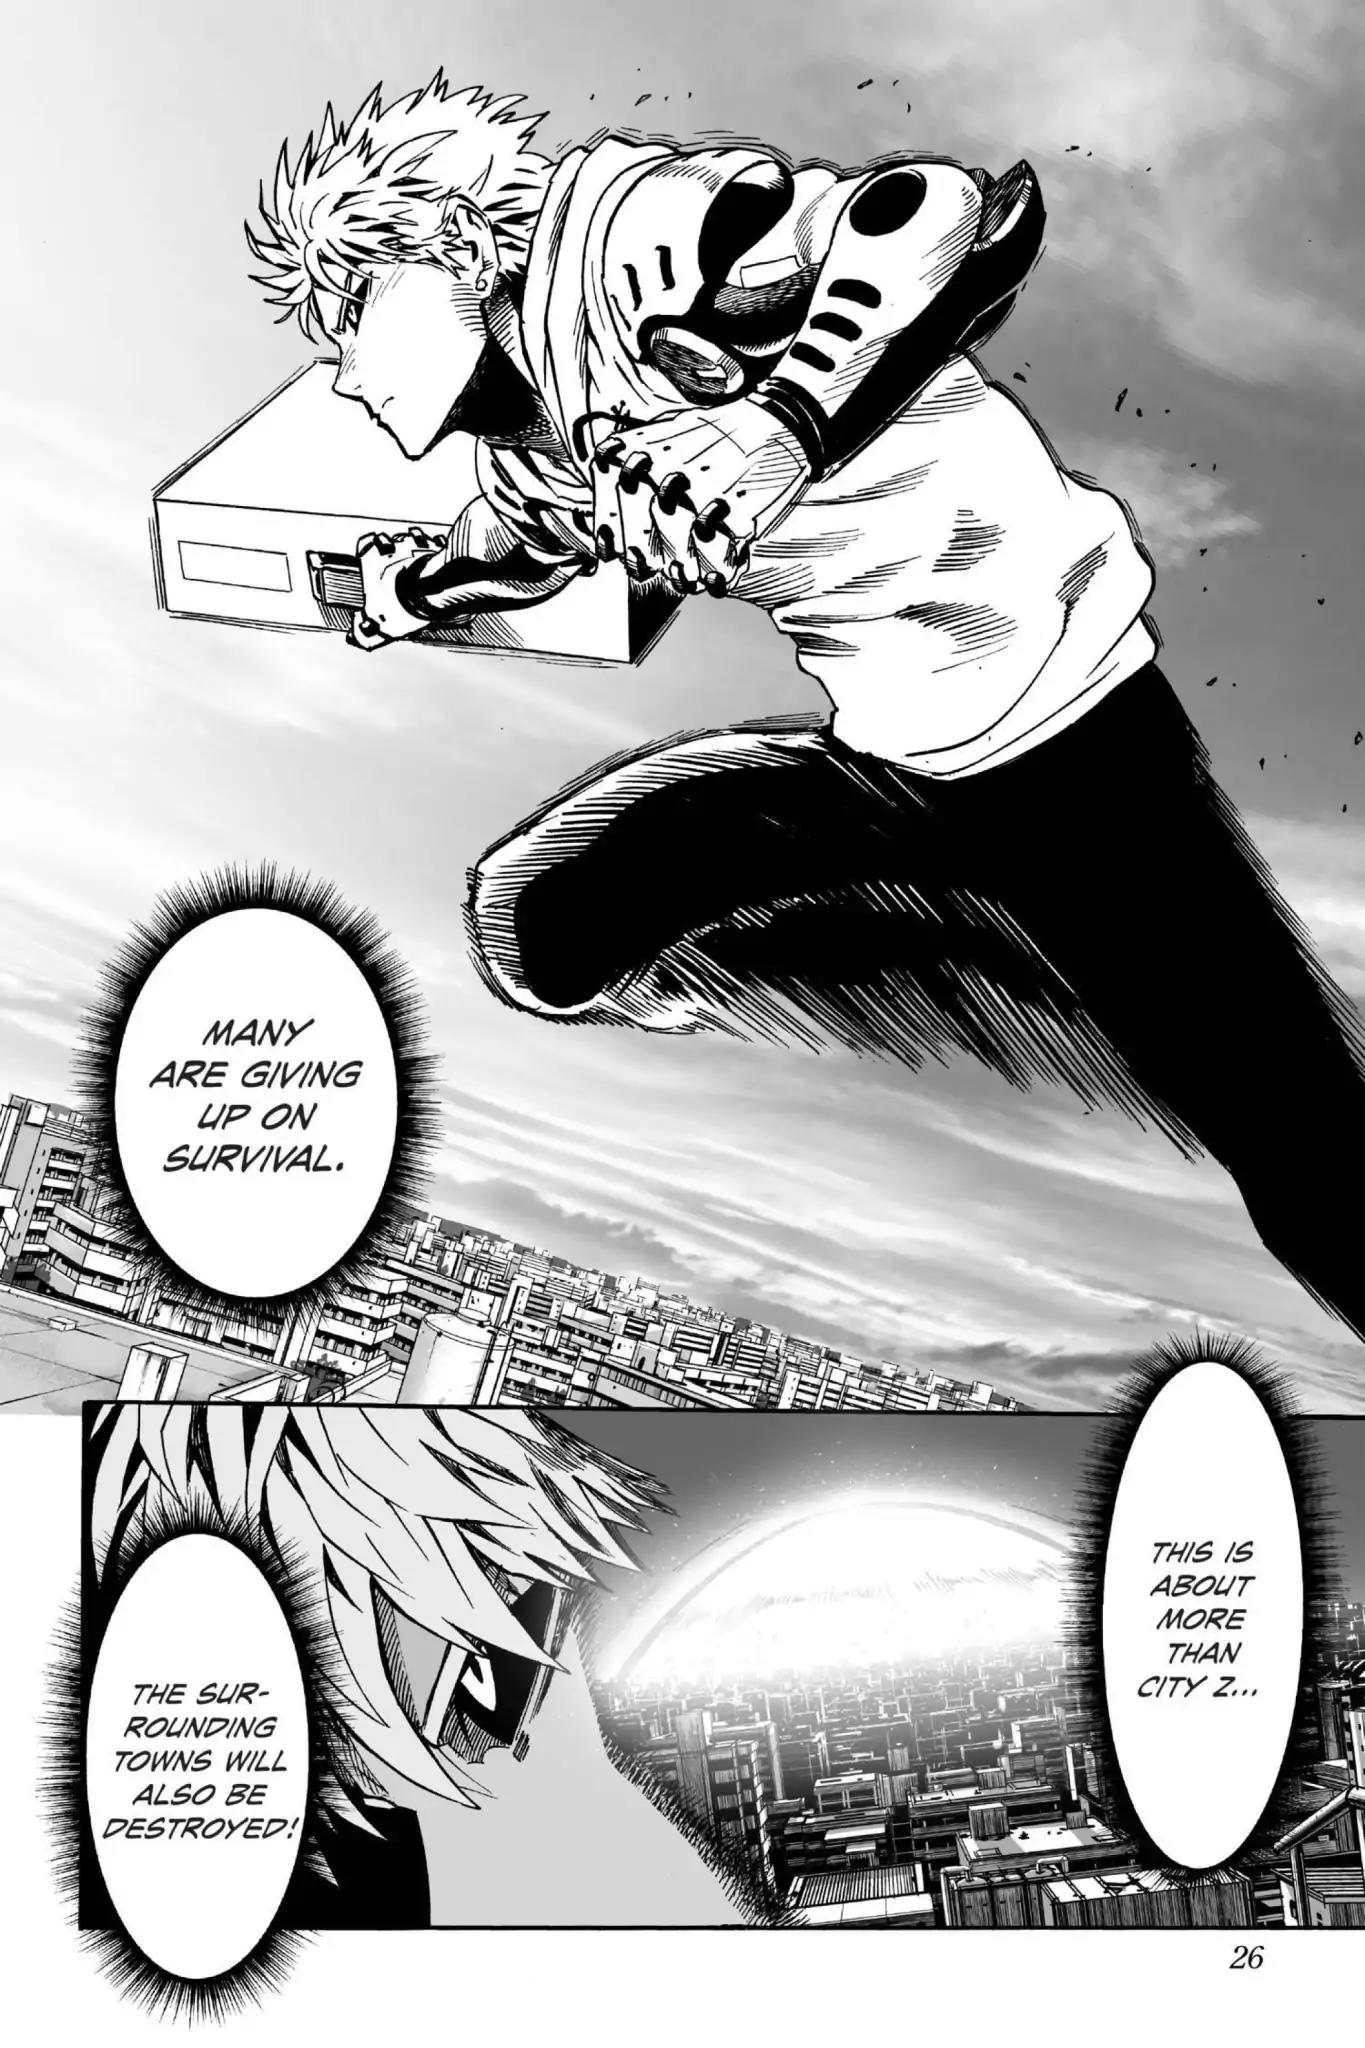 MANY
ARE GIVING
UP ON
SURVIVAL.
THIS IS
ABOUT
MORE
THAN
CITY Z...
THE SUR-
ROUNDING
TOWNS WILL
ALSO BE
DESTROYED!
26